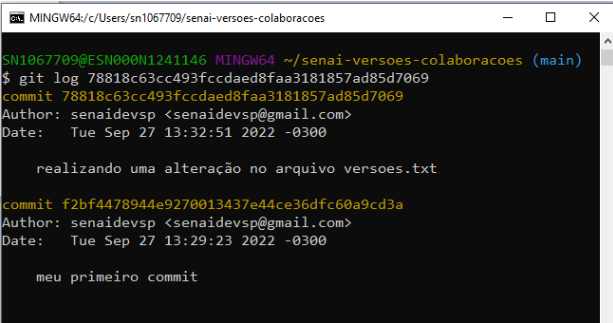 MINGW64:/c/Users/sn1067709/senai-versoes-colaboracoes
SN1067709@ESN000N1241146 MINGW64 ~/senai-versoes-colaboracoes (main)
$ git log 78818c63cc493fccdaed8faa3181857ad85d7069
commit 78818c63cc493fccdaed8faa3181857ad85d7069
Author: senaidevsp <senaidevsp@gmail.com>
Date:   Tue Sep 27 13:32:51 2022 -0300
realizando uma alteração no arquivo versoes.txt
commit f2bf4478944e9270013437e44ce36dfc60a9cd3a
Author: senaidevsp <senaidevsp@gmail.com>
Date:   Tue Sep 27 13:29:23 2022 -0300
meu primeiro commit